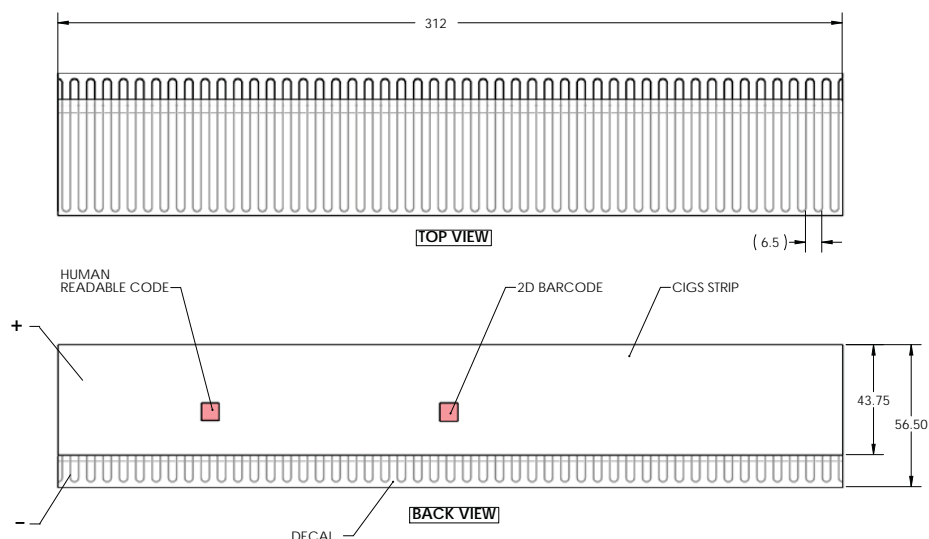 312
TOP VIEW
( 6.5 )
HUMAN
READABLE CODE
2D BARCODE
CIGS STRIP
+
43.75
56.50
–
BACK VIEW
DECAL